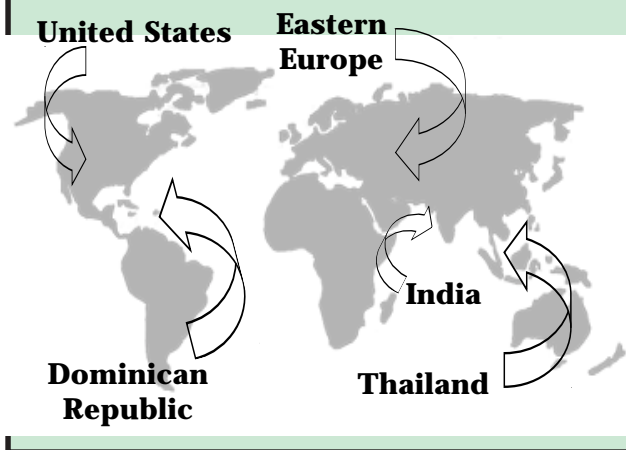 United States
Eastern
Europe
India
Dominican
Republic
Thailand